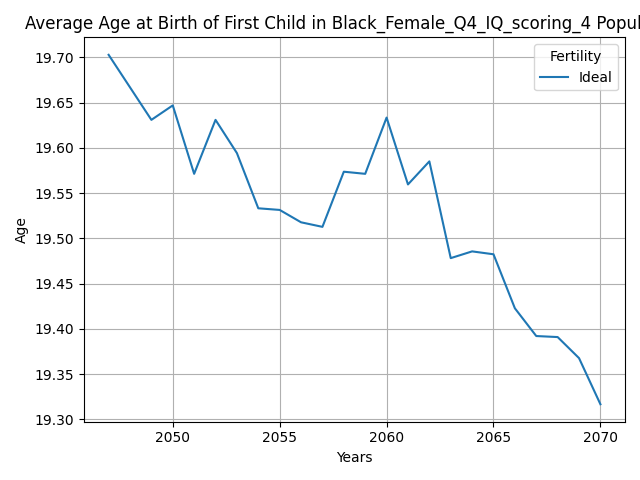 Average Age at Birth of First Child in Black_Female_Q4_IQ_scoring_4 Popul
Fertility
Ideal
19.70
19.65
19.60
19.55
19.50
19.45
19.40
19.35
19.30
Age
2050 2055 2060 2065 2070
Years